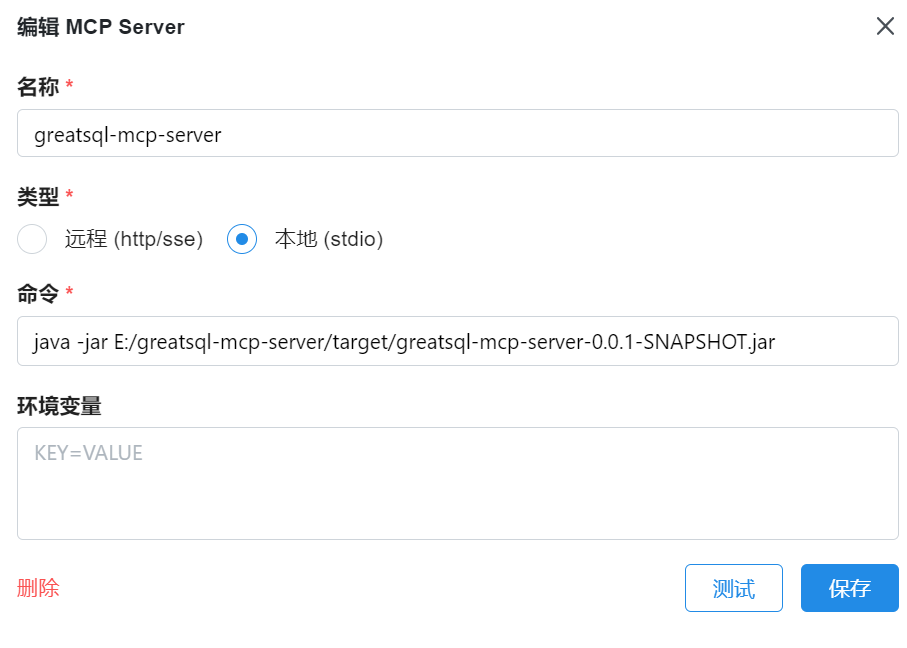 编辑 MCP Server
名称 *
greatsql-mcp-server
类型 *
远程 (http/sse) 本地 (stdio)
命令 *
java -jar E:/greatsql-mcp-server/target/greatsql-mcp-server-0.0.1-SNAPSHOT.jar
环境变量
KEY=VALUE
删除 测试 保存